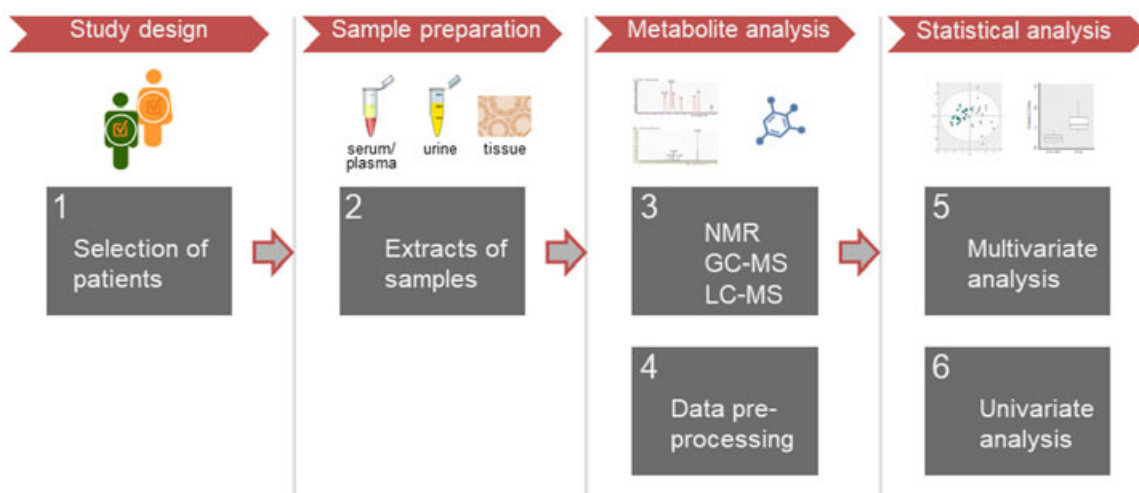 Study design
Sample preparation
Metabolite analysis
Statistical analysis
serum/
plasma
urine
tissue
1
Selection of
patients
2
Extracts of
samples
3
NMR
GC-MS
LC-MS
4
Data pre-
processing
5
Multivariate
analysis
6
Univariate
analysis